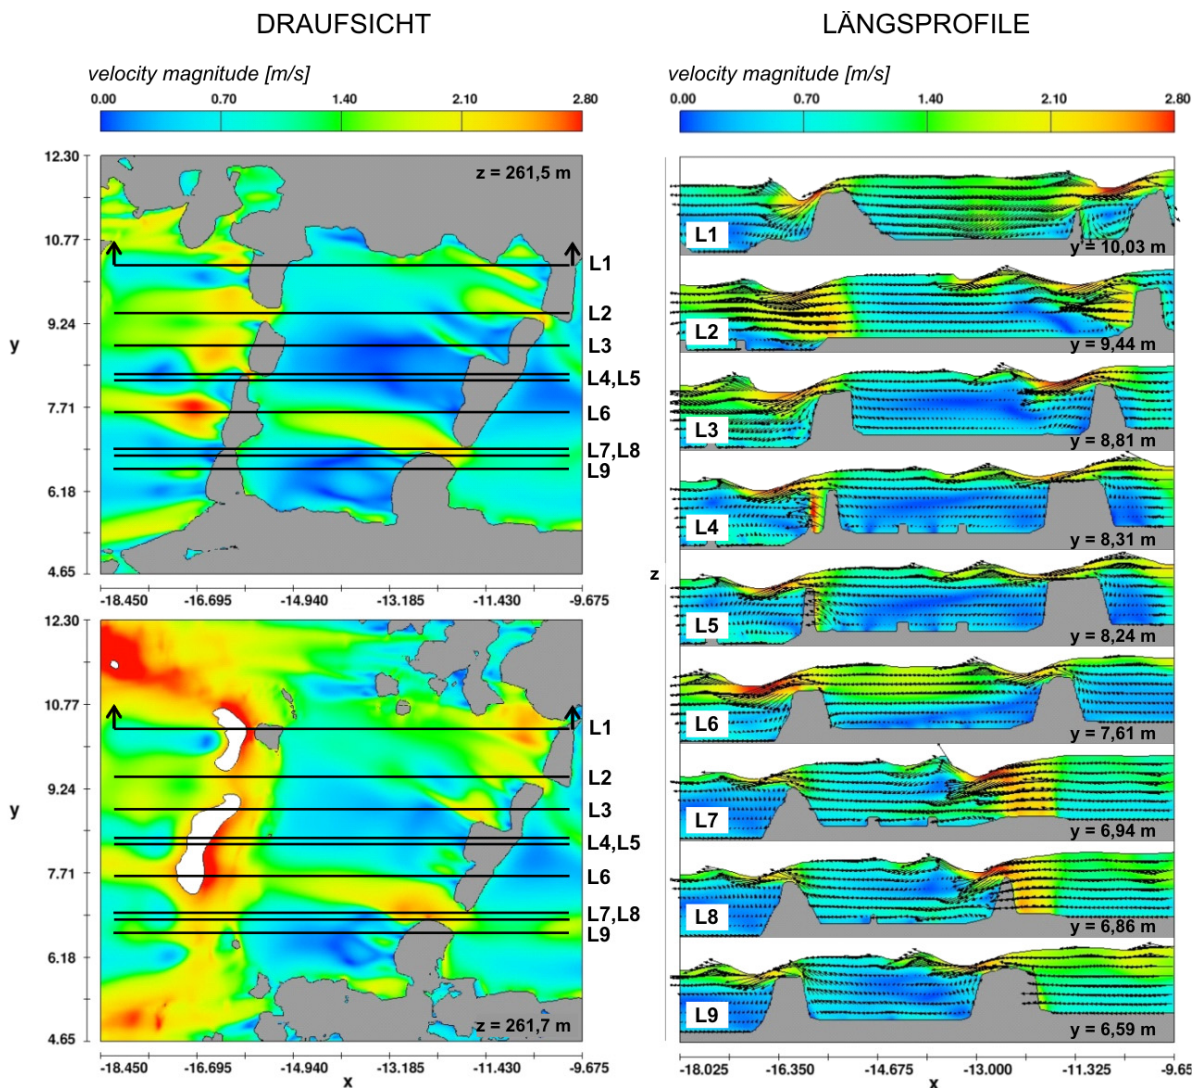 DRAUFSICHT
velocity magnitude [m/s]
0.00 0.70 1.40 2.10 2.80
12.30
10.77
9.24
7.71
6.18
4.65
y
z = 261,5 m
L1
L2
L3
L4,L5
L6
L7,L8
L9
-18.450 -16.695 -14.940 -13.185 -11.430 -9.675
12.30
10.77
9.24
7.71
6.18
4.65
y
L1
L2
L3
L4,L5
L6
L7,L8
L9
z = 261,7 m
-18.450 -16.695 -14.940 -13.185 -11.430 -9.675
x
LÄNGSPROFILE
velocity magnitude [m/s]
0.00 0.70 1.40 2.10 2.80
z
L1
y = 10,03 m
L2
y = 9,44 m
L3
y = 8,81 m
L4
y = 8,31 m
L5
y = 8,24 m
L6
y = 7,61 m
L7
y = 6,94 m
L8
y = 6,86 m
L9
y = 6,59 m
-18.025 -16.350 -14.675 -13.000 -11.325 -9.65
x